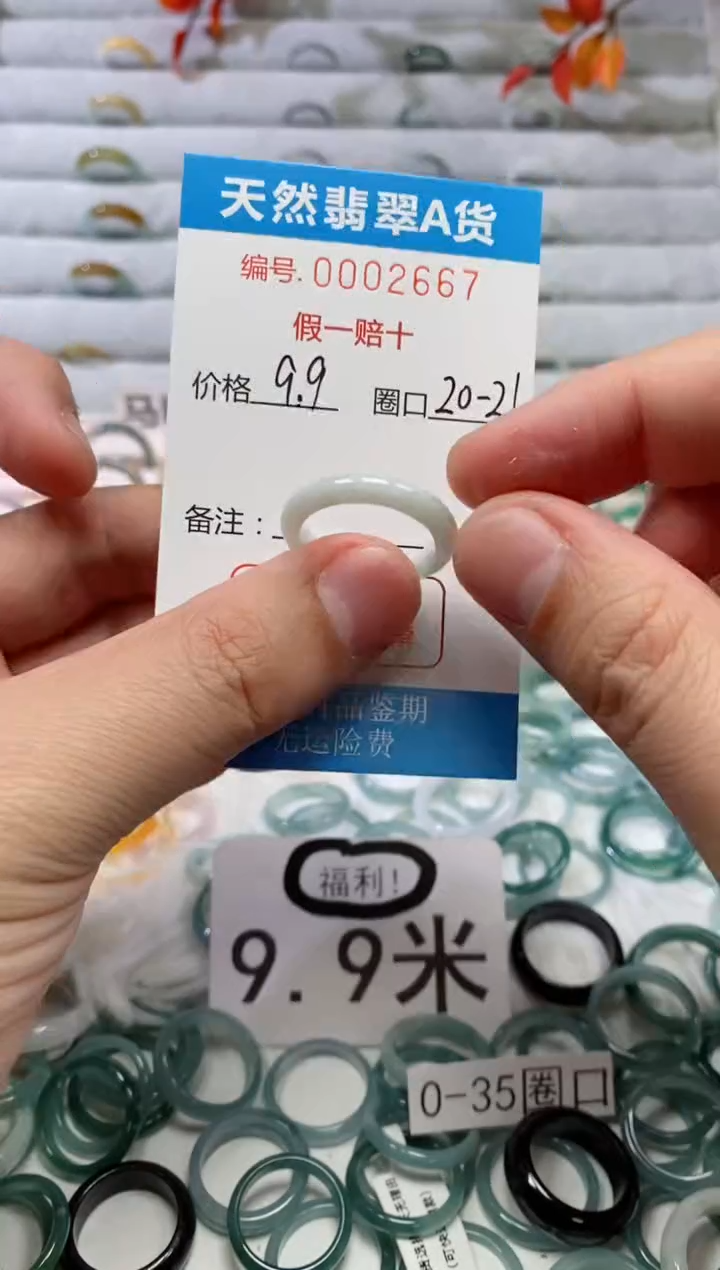 天然翡翠A货
编号.0002667
假一赔十
价格 9.9 圈口 20-21
备注：
品鉴期
无运险费
福利！
9.9米
0-35圈口